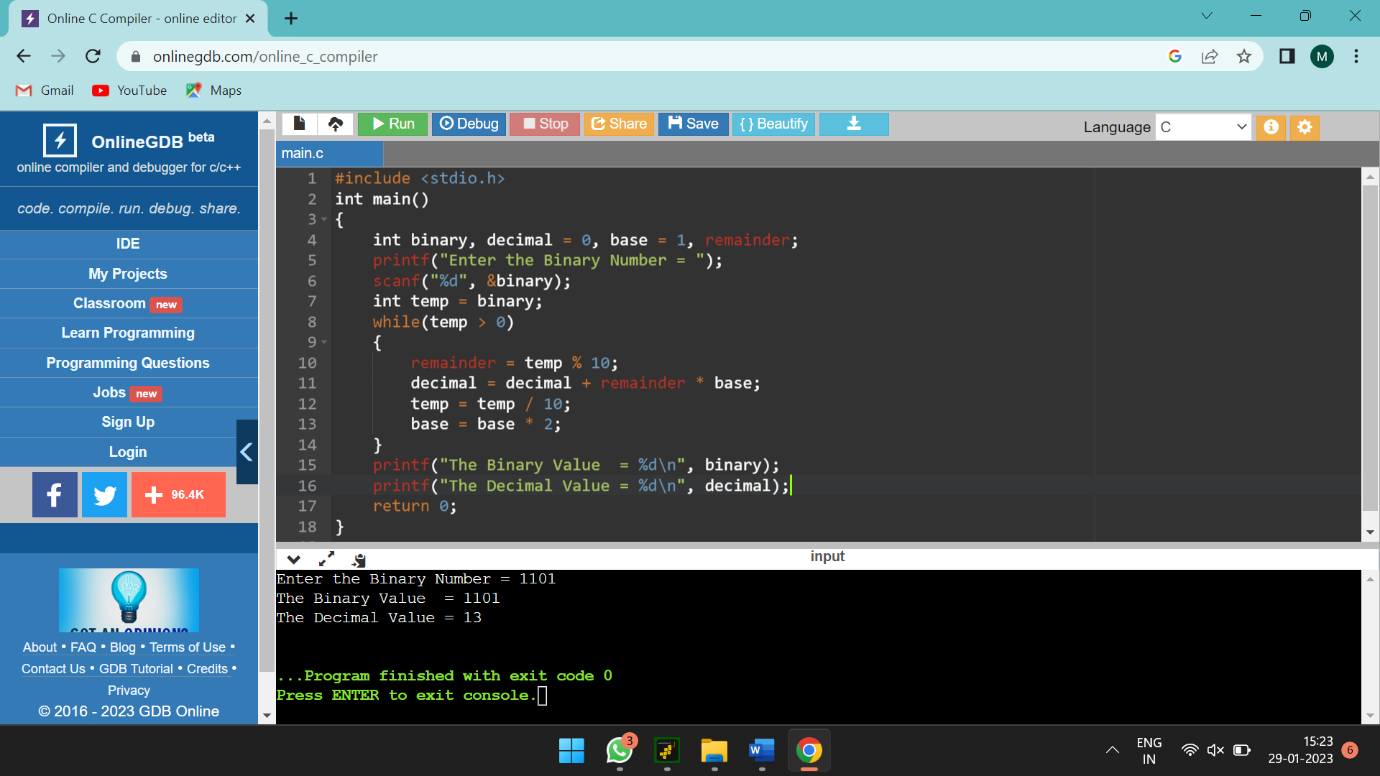 Online C Compiler - online editor
onlinegdb.com/online_c_compiler
M
Gmail YouTube Maps
OnlineGDB beta
online compiler and debugger for c/c++
code. compile. run. debug. share.
IDE
My Projects
Classroom new
Learn Programming
Programming Questions
Jobs new
Sign Up
Login
96.4K
GOT AN OPINION?
About • FAQ • Blog • Terms of Use •
Contact Us • GDB Tutorial • Credits •
Privacy
© 2016 - 2023 GDB Online
Run Debug Stop Share Save { } Beautify
Language C
main.c
1 #include <stdio.h>
2 int main()
3 {
4 int binary, decimal = 0, base = 1, remainder;
5 printf("Enter the Binary Number = ");
6 scanf("%d", &binary);
7 int temp = binary;
8 while(temp > 0)
9 {
10 remainder = temp % 10;
11 decimal = decimal + remainder * base;
12 temp = temp / 10;
13 base = base * 2;
14 }
15 printf("The Binary Value  = %d\n", binary);
16 printf("The Decimal Value = %d\n", decimal);
17 return 0;
18 }
input
Enter the Binary Number = 1101
The Binary Value  = 1101
The Decimal Value = 13
...Program finished with exit code 0
Press ENTER to exit console.
3
W
ENG
IN
15:23
29-01-2023
6